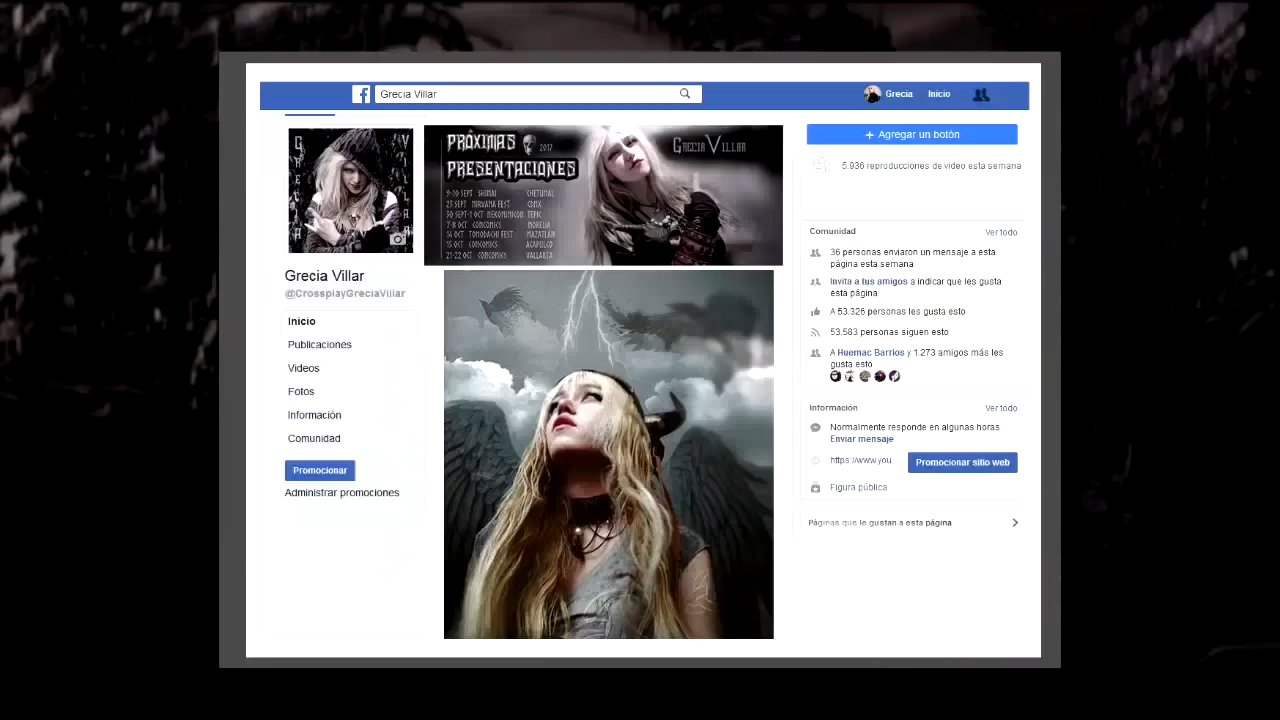 Grecia Villar
Grecia
Inicio
PRÓXIMAS
2017
PRESENTACIONES
GRECIA VILLAR
9-10 SEPT SHINAI CHETUMAL
23 SEPT NIRVANA FEST CDMX
30 SEPT-1 OCT NEKONOMICON TEPIC
7-8 OCT CONCOMICS MORELIA
14 OCT TOMODACHI FEST MAZATLAN
15 OCT CONCOMICS ACAPULCO
21-22 OCT CONCOMICS VALLARTA
Grecia Villar
@CrossplayGreciaVillar
Inicio
Publicaciones
Videos
Fotos
Información
Comunidad
Promocionar
Administrar promociones
+ Agregar un botón
5.936 reproducciones de video esta semana
Comunidad Ver todo
36 personas enviaron un mensaje a esta
página esta semana
Invita a tus amigos a indicar que les gusta
esta página
A 53.326 personas les gusta esto
53.583 personas siguen esto
A Huemac Barrios y 1.273 amigos más les
gusta esto
Información Ver todo
Normalmente responde en algunas horas
Enviar mensaje
https://www.you
Promocionar sitio web
Figura pública
Páginas que le gustan a esta página